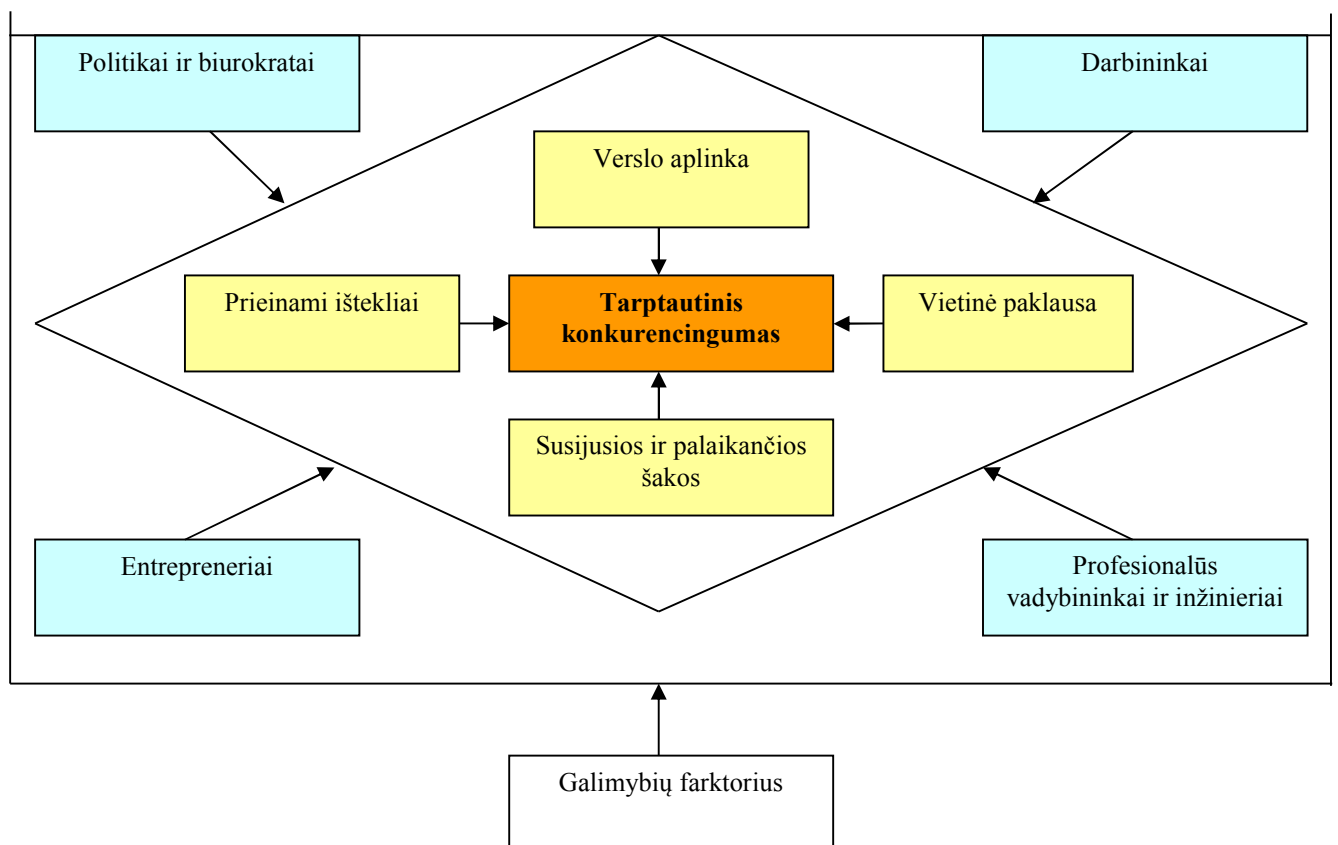 Politikai ir biurokratai
Darbininkai
Verslo aplinka
Prieinami ištekliai
Tarptautinis
konkurencingumas
Vietinė paklausa
Susijusios ir palaikančios
šakos
Entrepreneriai
Profesionalūs
vadybininkai ir inžinieriai
Galimybių farktorius